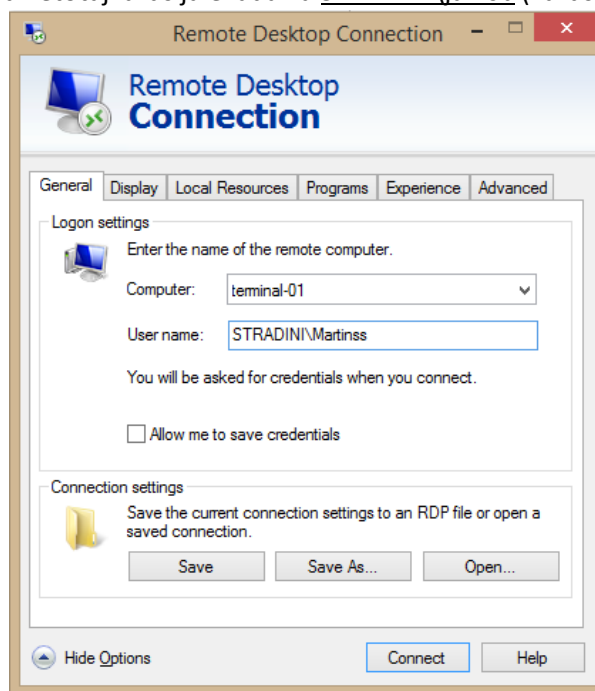 Remote Desktop Connection
Remote Desktop
Connection
General Display Local Resources Programs Experience Advanced
Logon settings
Enter the name of the remote computer.
Computer: terminal-01
User name: STRADINI\Martinss
You will be asked for credentials when you connect.
Allow me to save credentials
Connection settings
Save the current connection settings to an RDP file or open a
saved connection.
Save Save As... Open...
Hide Options Connect Help